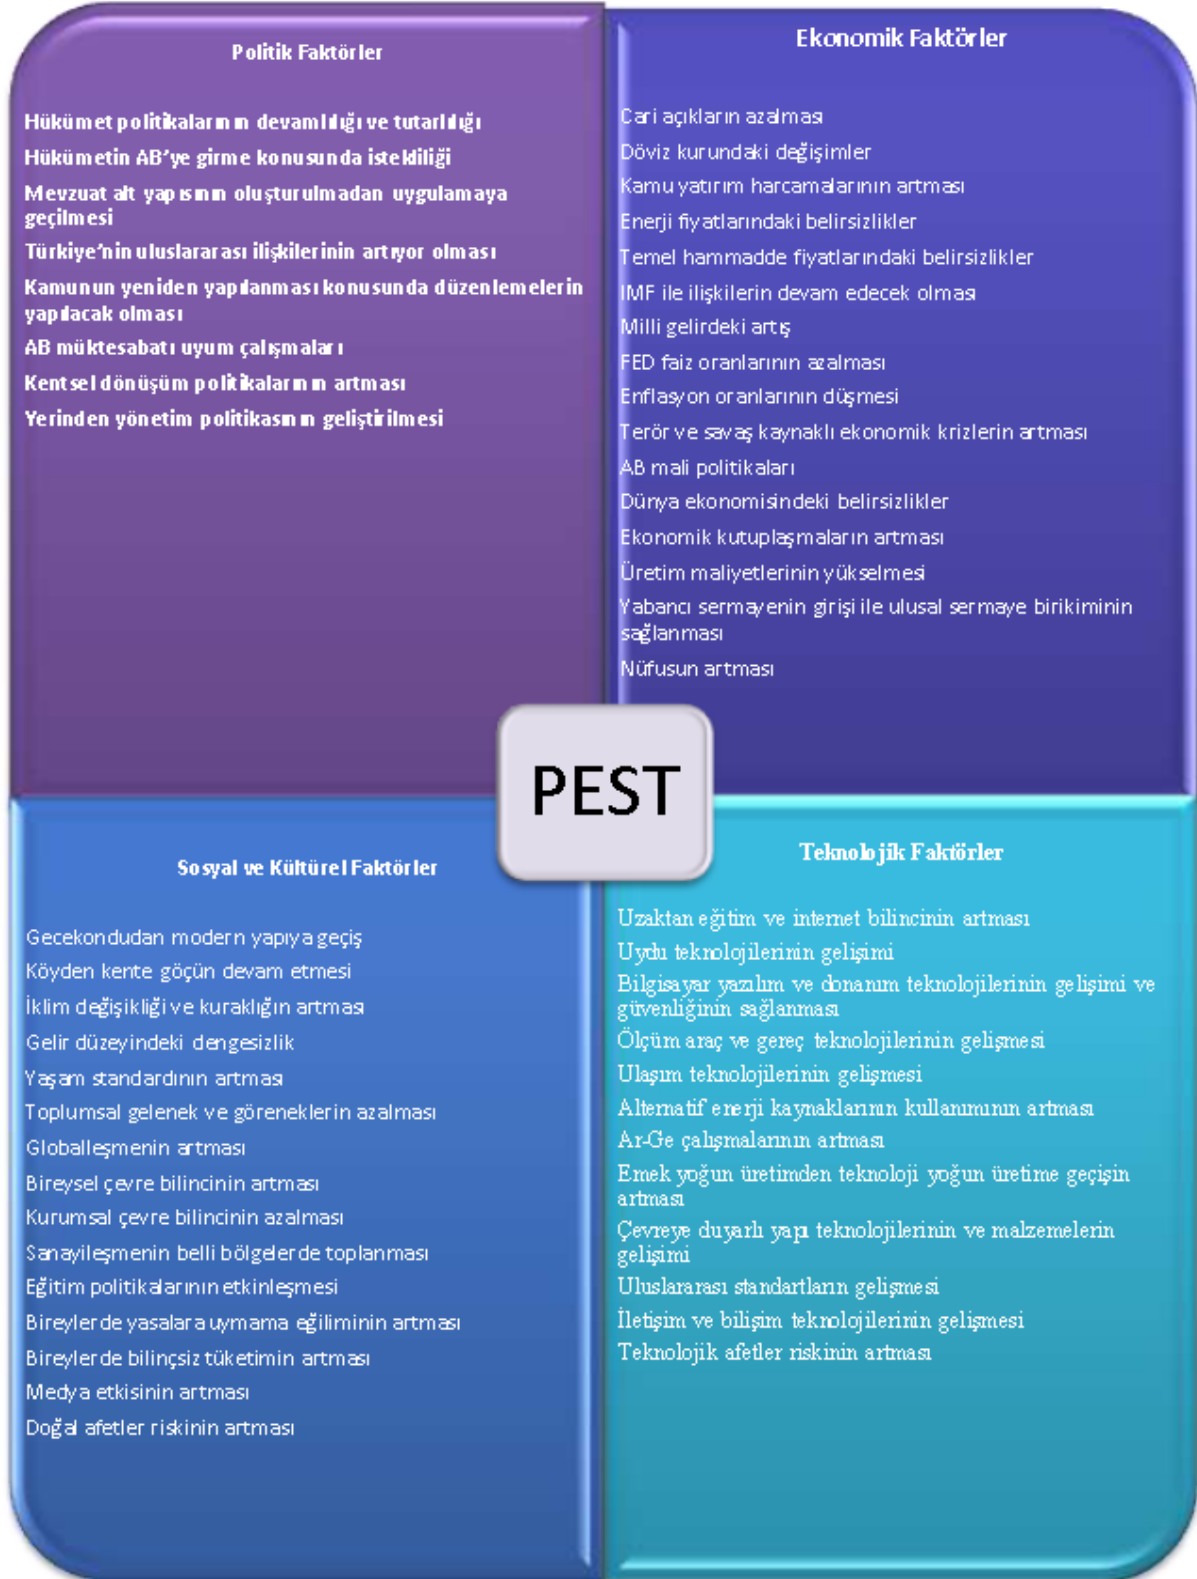 Politik Faktörler
Hükümet politikalarının devamlılığı ve tutarlılığı
Hükümetin AB'ye girme konusunda istekliliği
Mevzuat alt yapısının oluşturulmadan uygulamaya
geçilmesi
Türkiye'nin uluslararası ilişkilerinin artıyor olması
Kamunun yeniden yapılanması konusunda düzenlemelerin
yapılacak olması
AB müktesabatı uyum çalışmaları
Kentsel dönüşüm politikalarının artması
Yerinden yönetim politikasının geliştirilmesi
Ekonomik Faktörler
Cari açıkların azalması
Döviz kurundaki değişimler
Kamu yatırım harcamalarının artması
Enerji fiyatlarındaki belirsizlikler
Temel hammadde fiyatlarındaki belirsizlikler
IMF ile ilişkilerin devam edecek olması
Milli gelirdeki artış
FED faiz oranlarının azalması
Enflasyon oranlarının düşmesi
Terör ve savaş kaynaklı ekonomik krizlerin artması
AB mali politikaları
Dünya ekonomisindeki belirsizlikler
Ekonomik kutuplaşmaların artması
Üretim maliyetlerinin yükselmesi
Yabancı sermayenin girişi ile ulusal sermaye birikiminin
sağlanması
Nüfusun artması
PEST
Sosyal ve Kültürel Faktörler
Gecekondudan modern yapıya geçiş
Köyden kente göçün devam etmesi
İklim değişikliği ve kuraklığın artması
Gelir düzeyindeki dengesizlik
Yaşam standardının artması
Toplumsal gelenek ve göreneklerin azalması
Globalleşmenin artması
Bireysel çevre bilincinin artması
Kurumsal çevre bilincinin azalması
Sanayileşmenin belli bölgelerde toplanması
Eğitim politikalarının etkinleşmesi
Bireylerde yasalara uymama eğiliminin artması
Bireylerde bilinçsiz tüketimin artması
Medya etkisinin artması
Doğal afetler riskinin artması
Teknolojik Faktörler
Uzaktan eğitim ve internet bilincinin artması
Uydu teknolojilerinin gelişimi
Bilgisayar yazılım ve donanım teknolojilerinin gelişimi ve
güvenliğinin sağlanması
Ölçüm araç ve gereç teknolojilerinin gelişmesi
Ulaşım teknolojilerinin gelişmesi
Alternatif enerji kaynaklarının kullanımının artması
Ar-Ge çalışmalarının artması
Emek yoğun üretimden teknoloji yoğun üretime geçişin
artması
Çevreye duyarlı yapı teknolojilerinin ve malzemelerin
gelişimi
Uluslararası standartların gelişmesi
İletişim ve bilişim teknolojilerinin gelişmesi
Teknolojik afetler riskinin artması